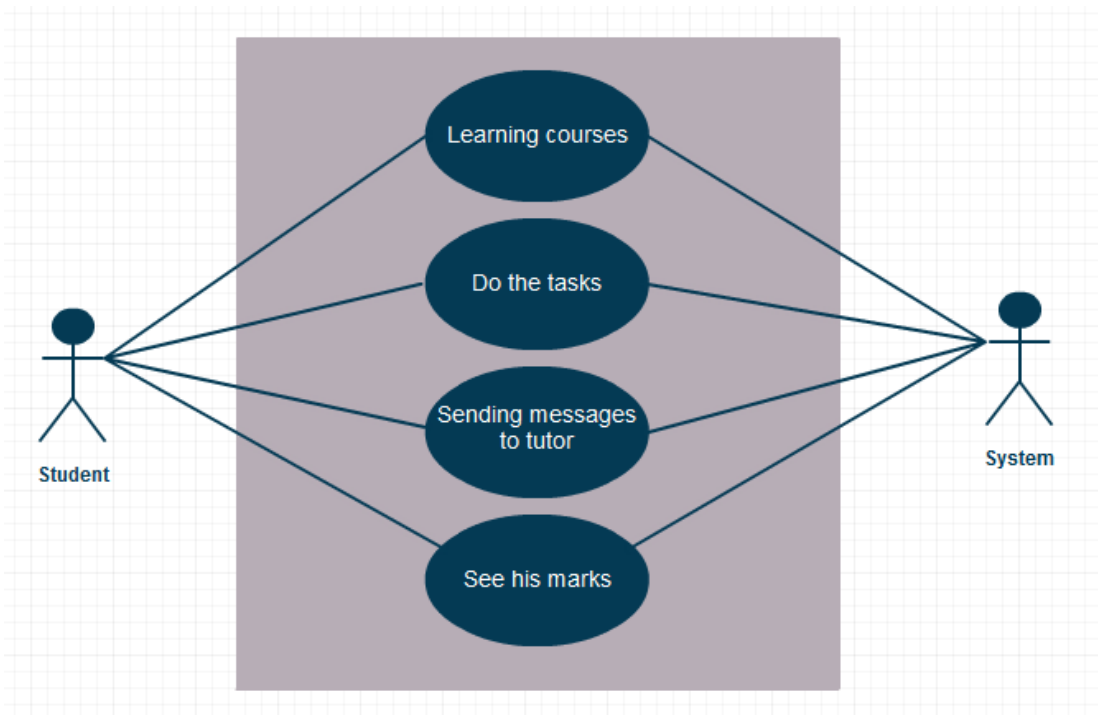 Learning courses
Do the tasks
Sending messages
to tutor
See his marks
Student
System